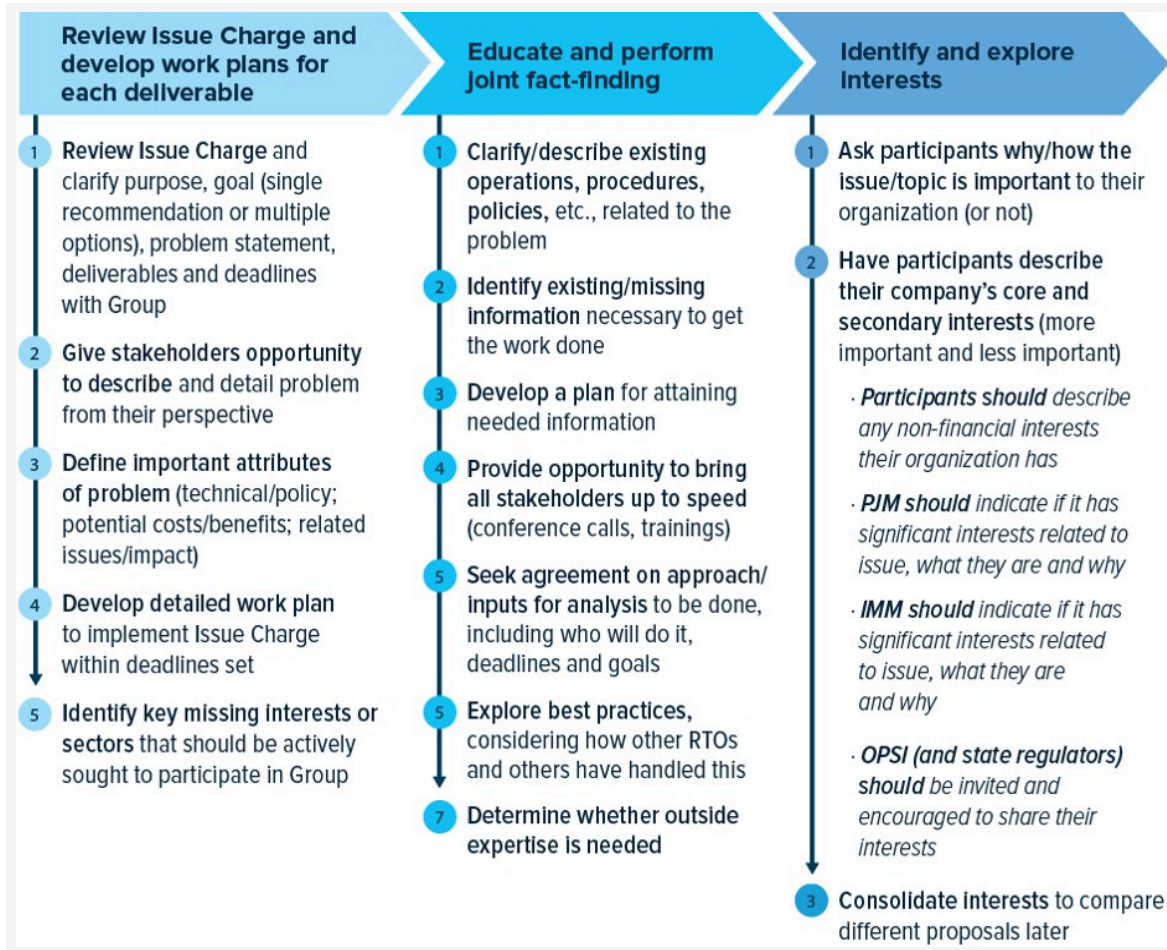 Review Issue Charge and
develop work plans for
each deliverable
1 Review Issue Charge and
clarify purpose, goal (single
recommendation or multiple
options), problem statement,
deliverables and deadlines
with Group
2 Give stakeholders opportunity
to describe and detail problem
from their perspective
3 Define important attributes
of problem (technical/policy;
potential costs/benefits; related
issues/impact)
4 Develop detailed work plan
to implement Issue Charge
within deadlines set
5 Identify key missing interests or
sectors that should be actively
sought to participate in Group
Educate and perform
joint fact-finding
1 Clarify/describe existing
operations, procedures,
policies, etc., related to the
problem
2 Identify existing/missing
information necessary to get
the work done
3 Develop a plan for attaining
needed information
4 Provide opportunity to bring
all stakeholders up to speed
(conference calls, trainings)
5 Seek agreement on approach/
inputs for analysis to be done,
including who will do it,
deadlines and goals
5 Explore best practices,
considering how other RTOs
and others have handled this
7 Determine whether outside
expertise is needed
Identify and explore
interests
1 Ask participants why/how the
issue/topic is important to their
organization (or not)
2 Have participants describe
their company's core and
secondary interests (more
important and less important)
· Participants should describe
any non-financial interests
their organization has
· PJM should indicate if it has
significant interests related to
issue, what they are and why
· IMM should indicate if it has
significant interests related
to issue, what they are
and why
· OPSI (and state regulators)
should be invited and
encouraged to share their
interests
3 Consolidate interests to compare
different proposals later